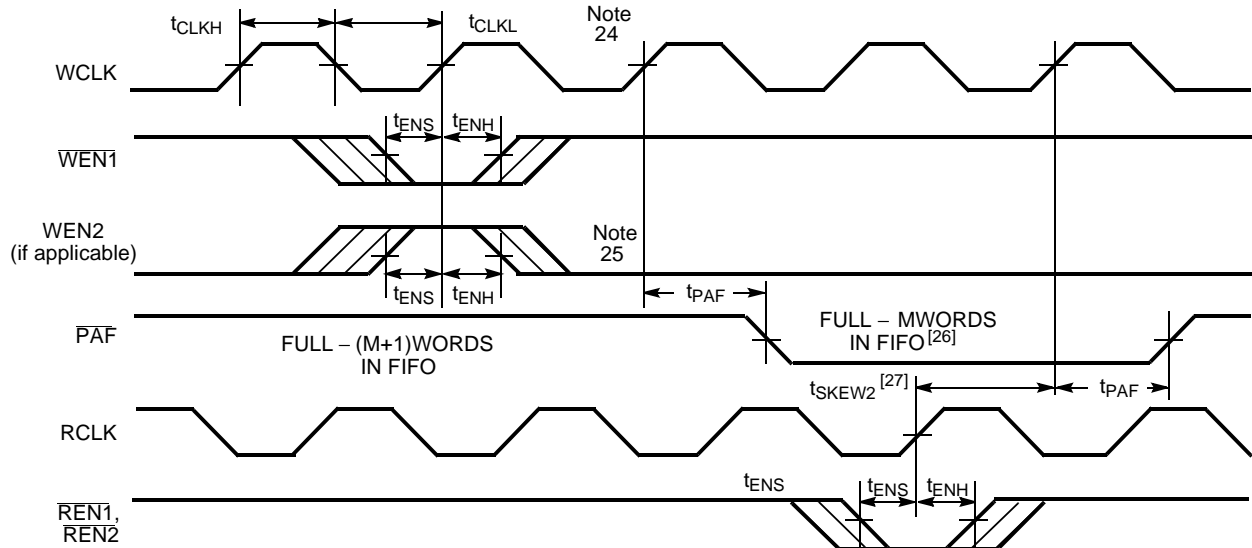 tCLKH
tCLKL
Note
24
WCLK
tENS
tENH
WEN1
WEN2
(if applicable)
Note
25
tENS
tENH
tPAF
PAF
FULL – (M+1)WORDS
IN FIFO
FULL – MWORDS
IN FIFO[26]
tSKEW2[27]
tPAF
RCLK
tENS
tENS
tENH
REN1,
REN2